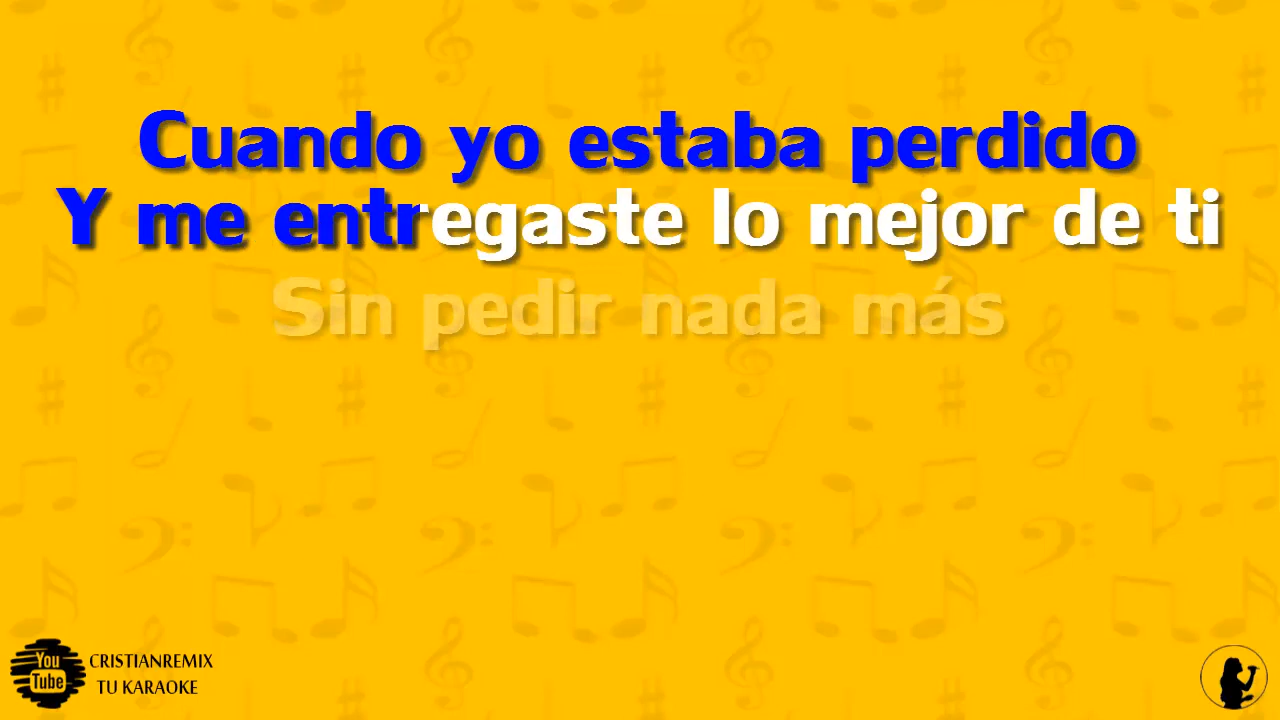 Cuando yo estaba perdido
Y me entregaste lo mejor de ti
Sin pedir nada más
You
Tube
CRISTIANREMIX
TU KARAOKE